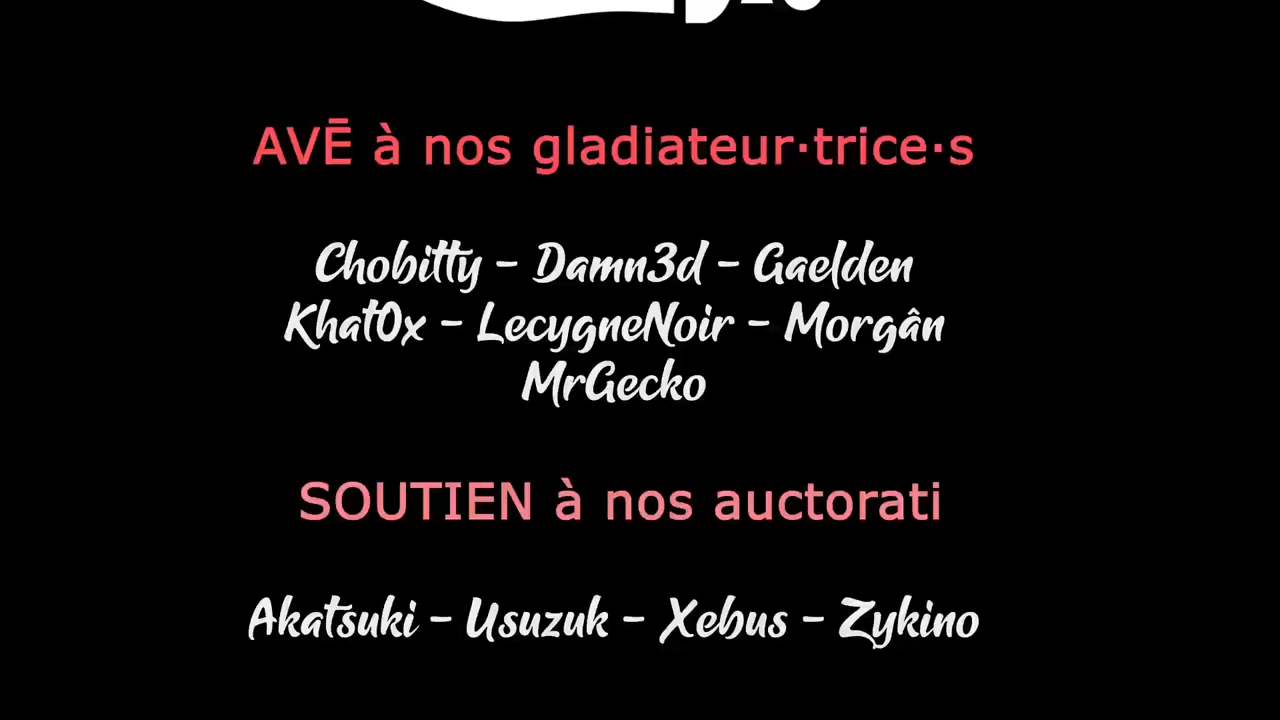 AVĒ à nos gladiateur·trice·s
Chobitty - Damn3d - Gaelden
Khat0x - LecygneNoir - Morgân
MrGecko
SOUTIEN à nos auctorati
Akatsuki - Usuzuk - Xebus - Zykino